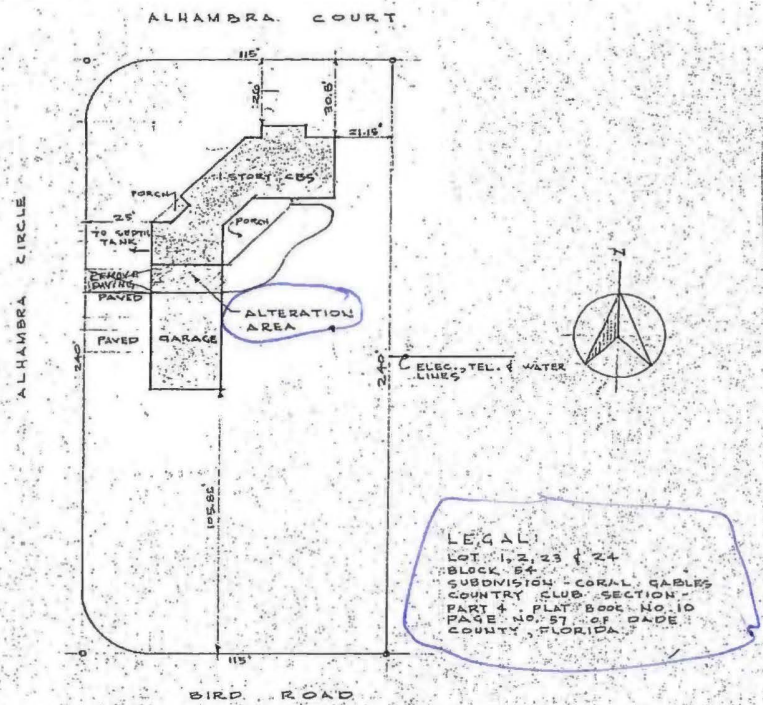 ALHAMBRA COURT
115'
26'
30.8'
21.15'
1 STORY CBS
PORCH
25'
TO SEPTIC
TANK
PORCH
REMOVE
PAVING
PAVED
ALTERATION
AREA
PAVED
GARAGE
ALHAMBRA CIRCLE
240'
240'
ELEC., TEL. & WATER
LINES
N
105.85'
LEGAL:
LOT 1, 2, 23 & 24
BLOCK 54
SUBDIVISION - CORAL GABLES
COUNTRY CLUB SECTION -
PART 4. PLAT BOOK NO. 10
PAGE NO. 57 OF DADE
COUNTY, FLORIDA
115'
BIRD ROAD